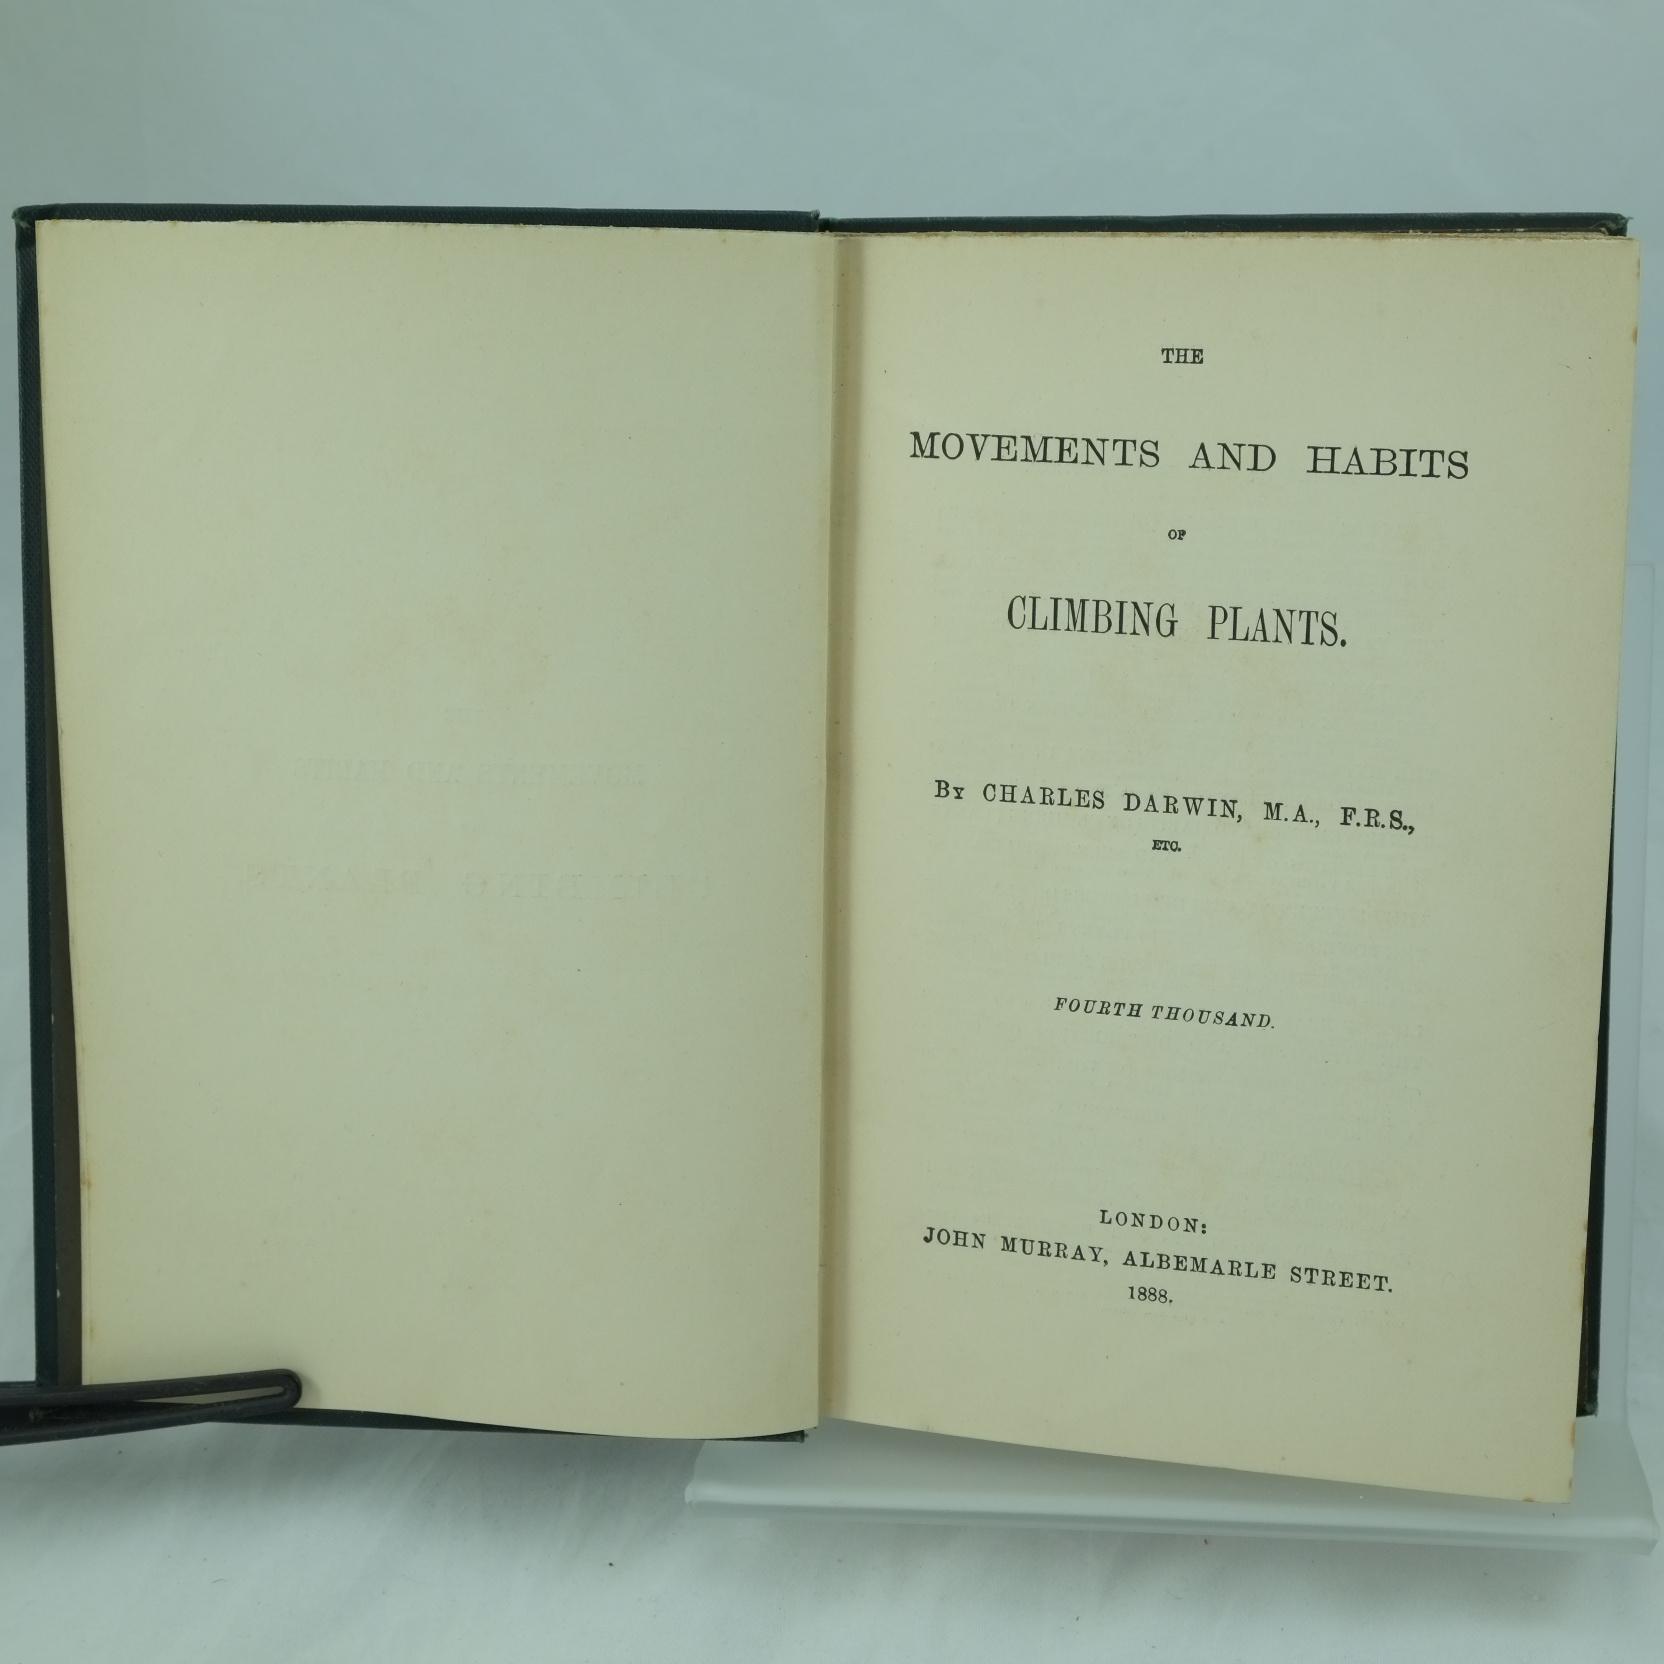 THE
MOVEMENTS AND HABITS
OF
CLIMBING PLANTS.
By CHARLES DARWIN, M.A., F.R.S.,
ETC.
FOURTH THOUSAND.
LONDON:
JOHN MURRAY, ALBEMARLE STREET.
1888.